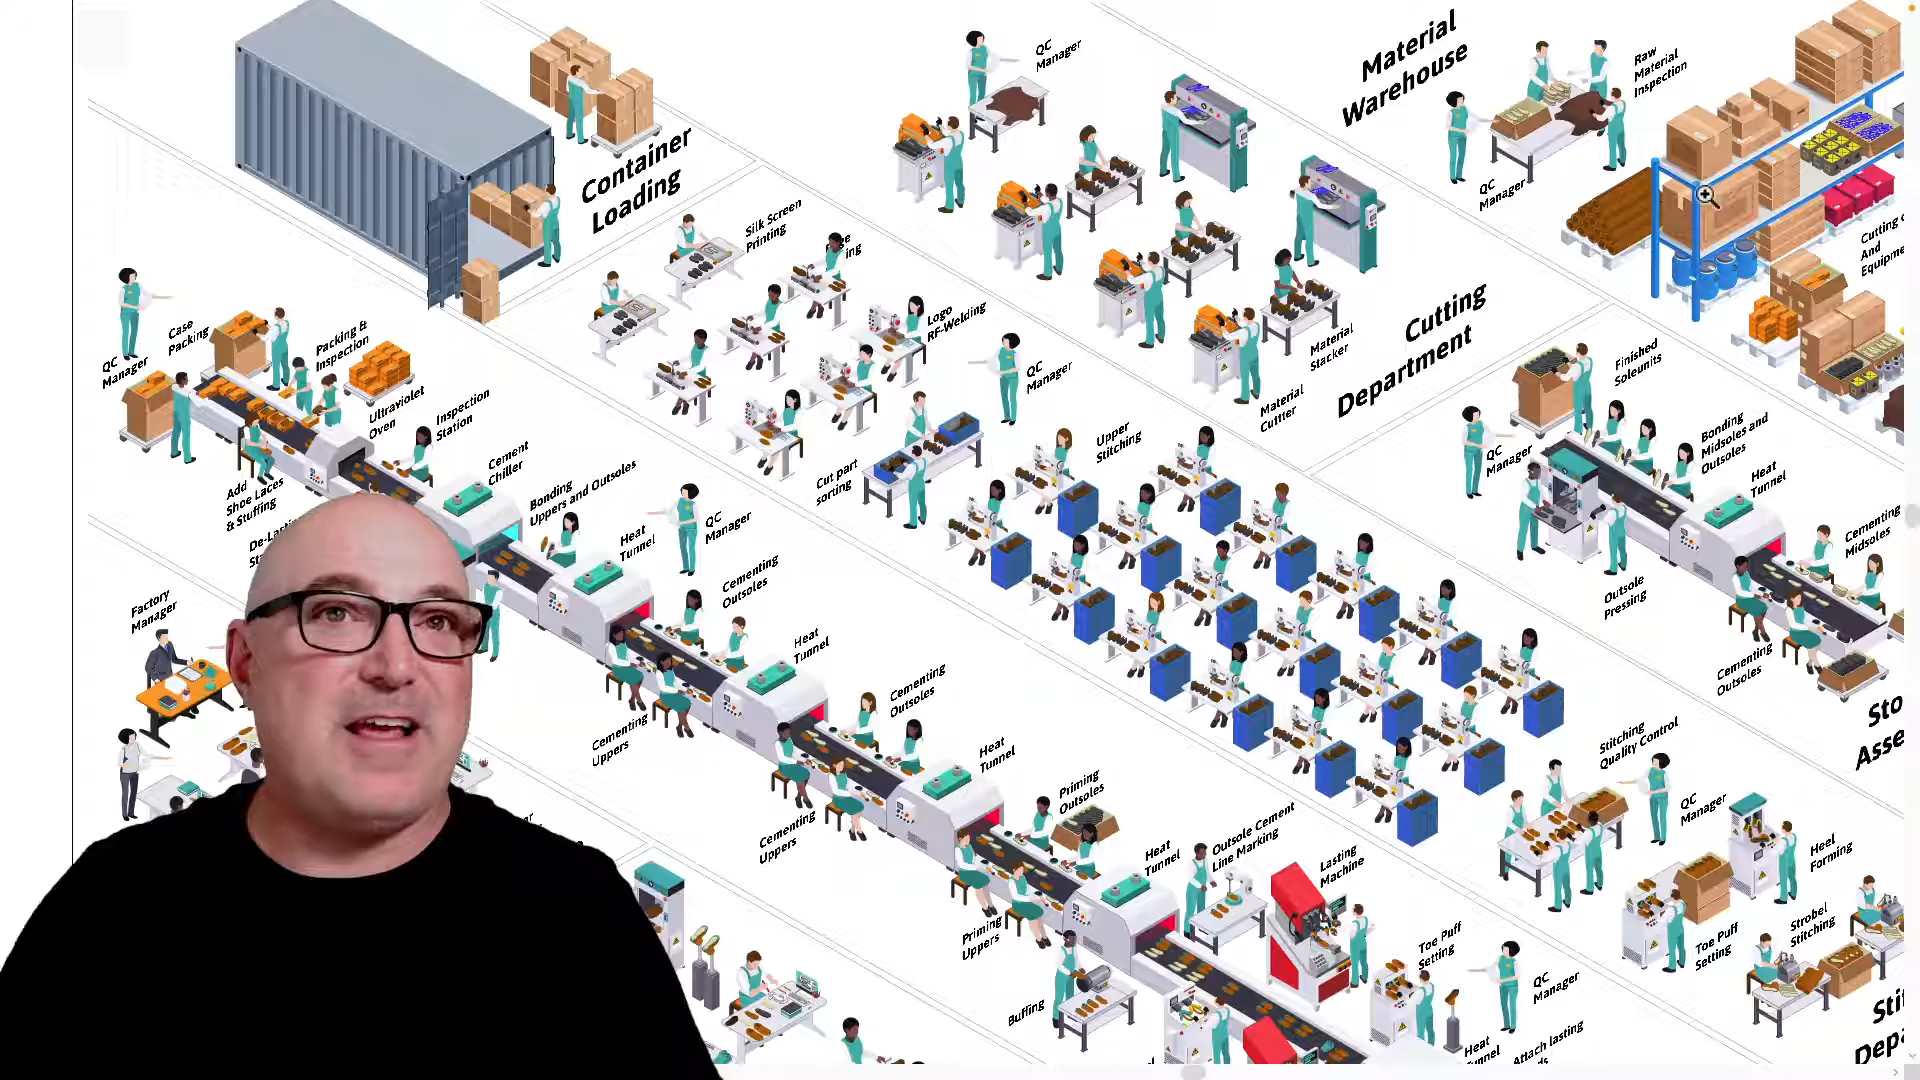 QC
Manager
Material
Warehouse
Raw
Material
Inspection
QC
Manager
Container
Loading
Silk Screen
Printing
Logo
RF-Welding
Cutting
And
QC
Manager
Case
Packing
Packing &
Inspection
Ultraviolet
Oven
Inspection
Station
QC
Manager
Material
Stacker
Cutting
Department
Material
Cutter
Finished
Soleunits
Bonding
Midsoles and
Outsoles
QC
Manager
Heat
Tunnel
Cement
Chiller
Bonding
Uppers and Outsoles
Add
Shoe Laces
& Stuffing
Cut part
sorting
Upper
Stitching
Heat
Tunnel
QC
Manager
Cementing
Midsoles
Outsole
Pressing
Cementing
Outsoles
Factory
Manager
Cementing
Outsoles
Heat
Tunnel
Cementing
Outsoles
Cementing
Uppers
Heat
Tunnel
Cementing
Uppers
Priming
Outsoles
Stitching
Quality Control
QC
Manager
Heel
Forming
Heat
Tunnel
Outsole Cement
Line Marking
Lasting
Machine
Priming
Uppers
Toe Puff
Setting
Toe Puff
Setting
Strobel
Stitching
QC
Manager
Buffing
Heat
Attach lasting